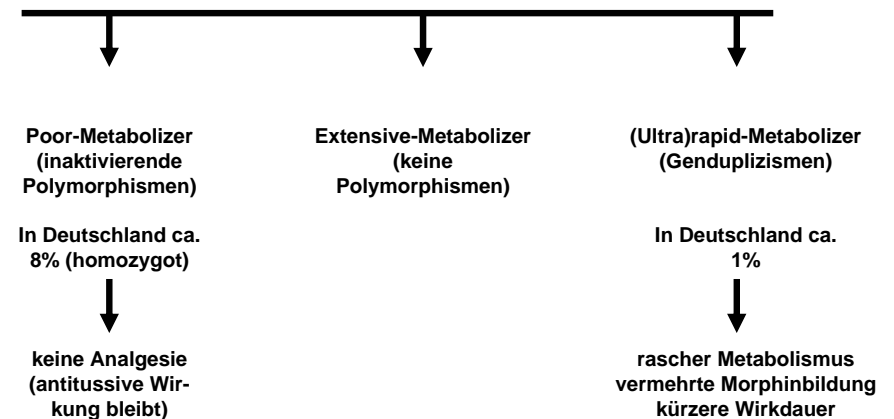 Poor-Metabolizer
(inaktivierende
Polymorphismen)
In Deutschland ca.
8% (homozygot)
keine Analgesie
(antitussive Wir-
kung bleibt)
Extensive-Metabolizer
(keine
Polymorphismen)
(Ultra)rapid-Metabolizer
(Genduplizismen)
In Deutschland ca.
1%
rascher Metabolismus
vermehrte Morphinbildung
kürzere Wirkdauer